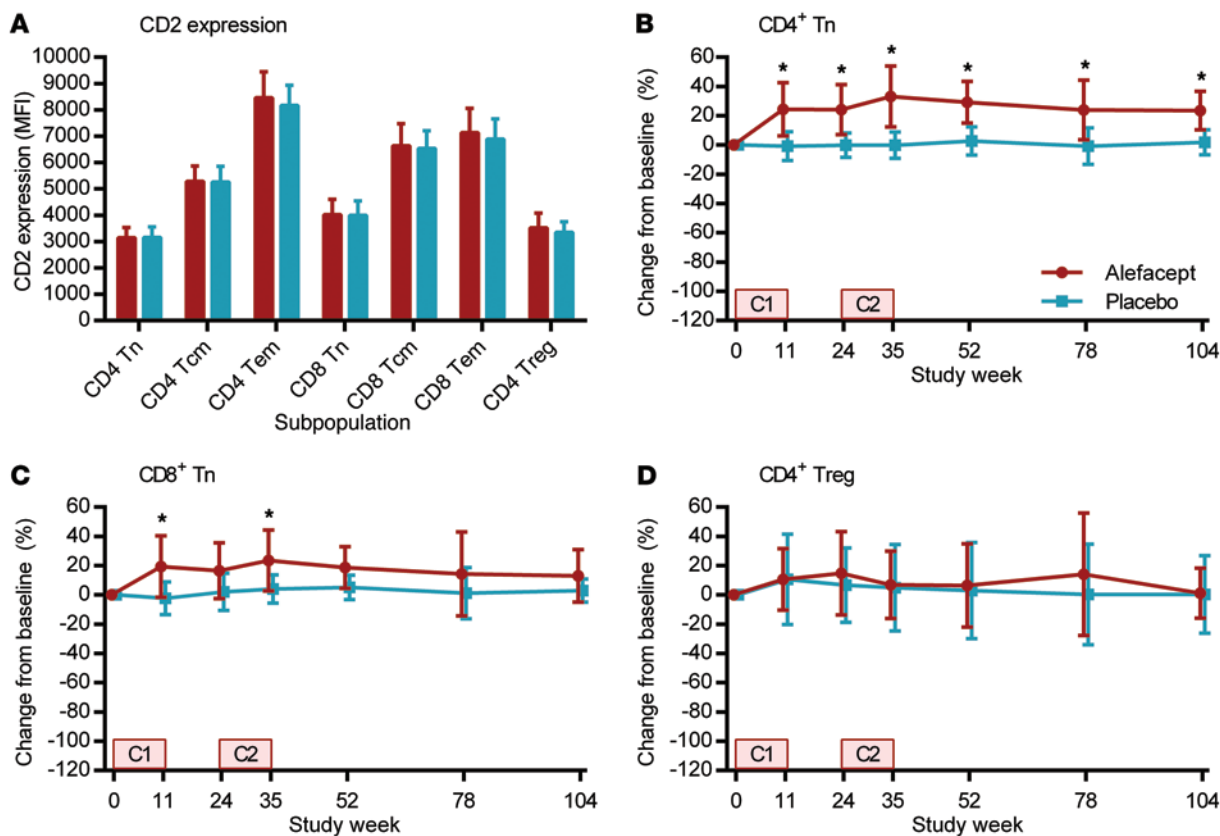 A CD2 expression
CD2 expression (MFI)
10000
9000
8000
7000
6000
5000
4000
3000
2000
1000
0
CD4 Tn
CD4 Tcm
CD4 Tem
CD8 Tn
CD8 Tcm
CD8 Tem
CD4 Treg
Subpopulation
B CD4+ Tn
Change from baseline (%)
60
40
20
0
-20
-40
-60
-80
-100
-120
* * * * * *
Alefacept
Placebo
C1 C2
0 11 24 35 52 78 104
Study week
C CD8+ Tn
Change from baseline (%)
60
40
20
0
-20
-40
-60
-80
-100
-120
* *
C1 C2
0 11 24 35 52 78 104
Study week
D CD4+ Treg
Change from baseline (%)
60
40
20
0
-20
-40
-60
-80
-100
-120
C1 C2
0 11 24 35 52 78 104
Study week